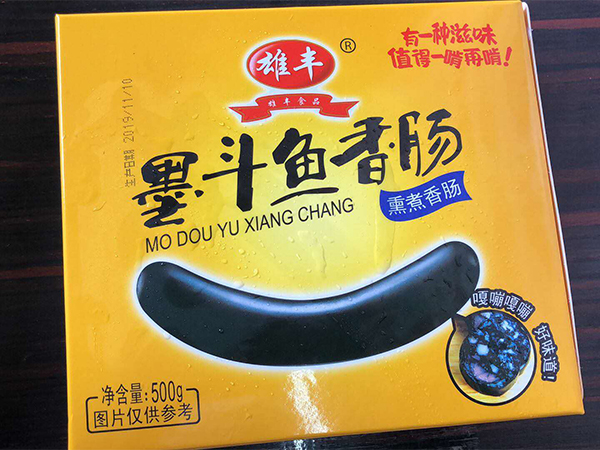 有一种滋味
值得一啃再啃!
雄丰®
雄丰食品
生产日期 2019/11/10
墨斗鱼香肠
熏煮香肠
MO DOU YU XIANG CHANG
嘎嘣嘎嘣
好味道!
净含量:500g
图片仅供参考